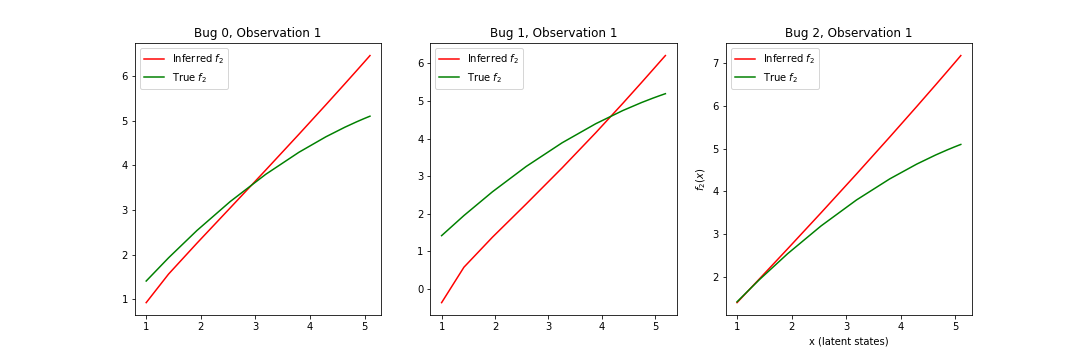 Bug 0, Observation 1
Inferred f₂
True f₂
6
5
4
3
2
1
1 2 3 4 5
Bug 1, Observation 1
Inferred f₂
True f₂
6
5
4
3
2
1
0
1 2 3 4 5
Bug 2, Observation 1
Inferred f₂
True f₂
f₂(x)
7
6
5
4
3
2
1 2 3 4 5
x (latent states)